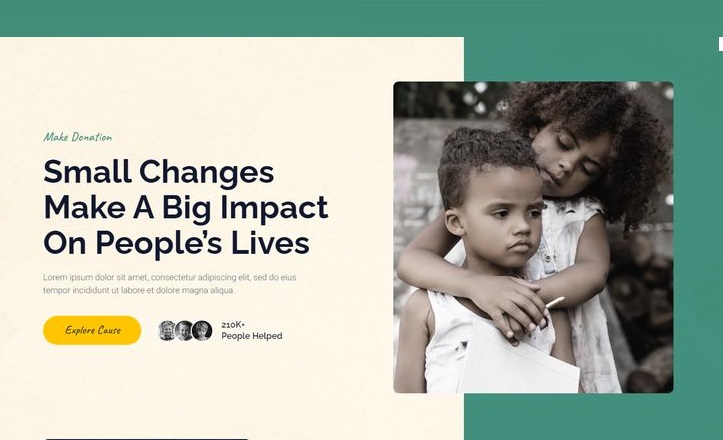 Make Donation
Small Changes
Make A Big Impact
On People's Lives
Lorem ipsum dolor sit amet, consectetur adipiscing elit, sed do eius
tempor incididunt ut labore et dolore magna aliqua.
Explore Cause
210K+
People Helped